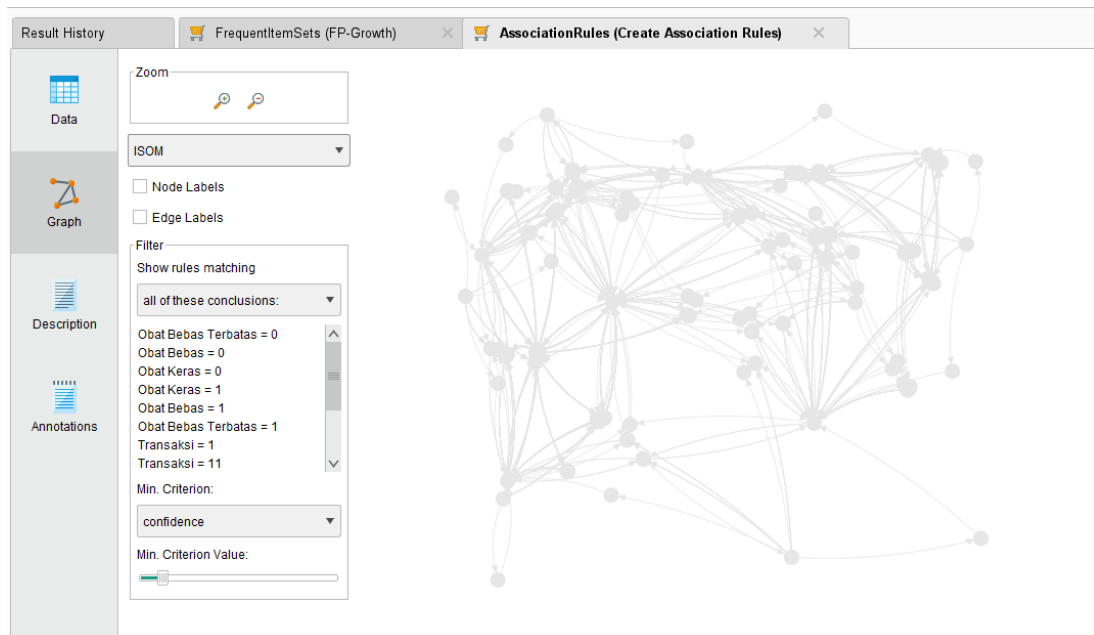 Result History
FrequentItemSets (FP-Growth)
AssociationRules (Create Association Rules)
Data
Graph
Description
Annotations
Zoom
ISOM
Node Labels
Edge Labels
Filter
Show rules matching
all of these conclusions:
Obat Bebas Terbatas = 0
Obat Bebas = 0
Obat Keras = 0
Obat Keras = 1
Obat Bebas = 1
Obat Bebas Terbatas = 1
Transaksi = 1
Transaksi = 11
Min. Criterion:
confidence
Min. Criterion Value: